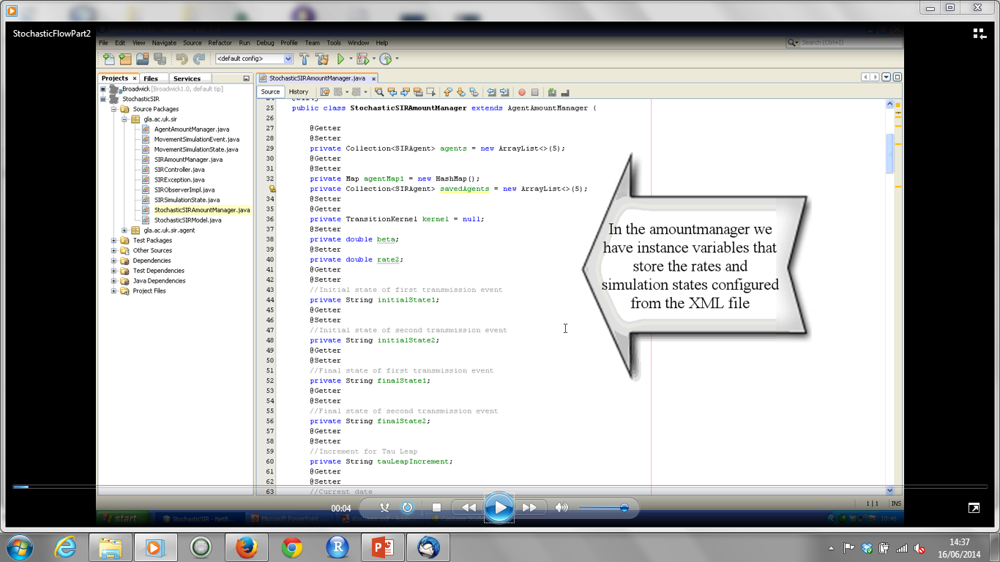 StochasticFlowPart2
File Edit View Navigate Source Refactor Run Debug Profile Team Tools Window Help
Search (Ctrl+I)
<default config>
Projects Files Services
StochasticSIRAmountManager.java
Source History
Broadwick [Broadwick1.0, default tip]
StochasticSIR
Source Packages
gla.ac.uk.sir
AgentAmountManager.java
MovementSimulationEvent.java
MovementSimulationState.java
SIRAmountManager.java
SIRController.java
SIRException.java
SIRObserverImpl.java
SIRSimulationState.java
StochasticSIRAmountManager.java
StochasticSIRModel.java
gla.ac.uk.sir.agent
Test Packages
Other Sources
Dependencies
Test Dependencies
Java Dependencies
Project Files
25 public class StochasticSIRAmountManager extends AgentAmountManager {
26
27 @Getter
28 @Setter
29 private Collection<SIRAgent> agents = new ArrayList<>(5);
30 @Getter
31 @Setter
32 private Map agentMap1 = new HashMap();
private Collection<SIRAgent> savedAgents = new ArrayList<>(5);
34 @Getter
35 @Setter
36 private TransitionKernel kernel = null;
37 @Getter
38 private double beta;
39 @Getter
40 private double rate2;
41 @Getter
42 @Setter
43 //Initial state of first transmission event
44 private String initialState1;
45 @Getter
46 @Setter
47 //Initial state of second transmission event
48 private String initialState2;
49 @Getter
50 @Setter
51 //Final state of first transmission event
52 private String finalState1;
53 @Getter
54 @Setter
55 //Final state of second transmission event
56 private String finalState2;
57 @Getter
58 @Setter
59 //Increment for Tau Leap
60 private String tauLeapIncrement;
61 @Getter
62 @Setter
63 //Current date
In the amountmanager we
have instance variables that
store the rates and
simulation states configured
from the XML file
1 | 1 INS
00:04
start
StochasticSIR - NetB...
Microsoft PowerPoint ...
stochastic.pdf - Adob...
Camtasia Studio
10:46
14:37
16/06/2014